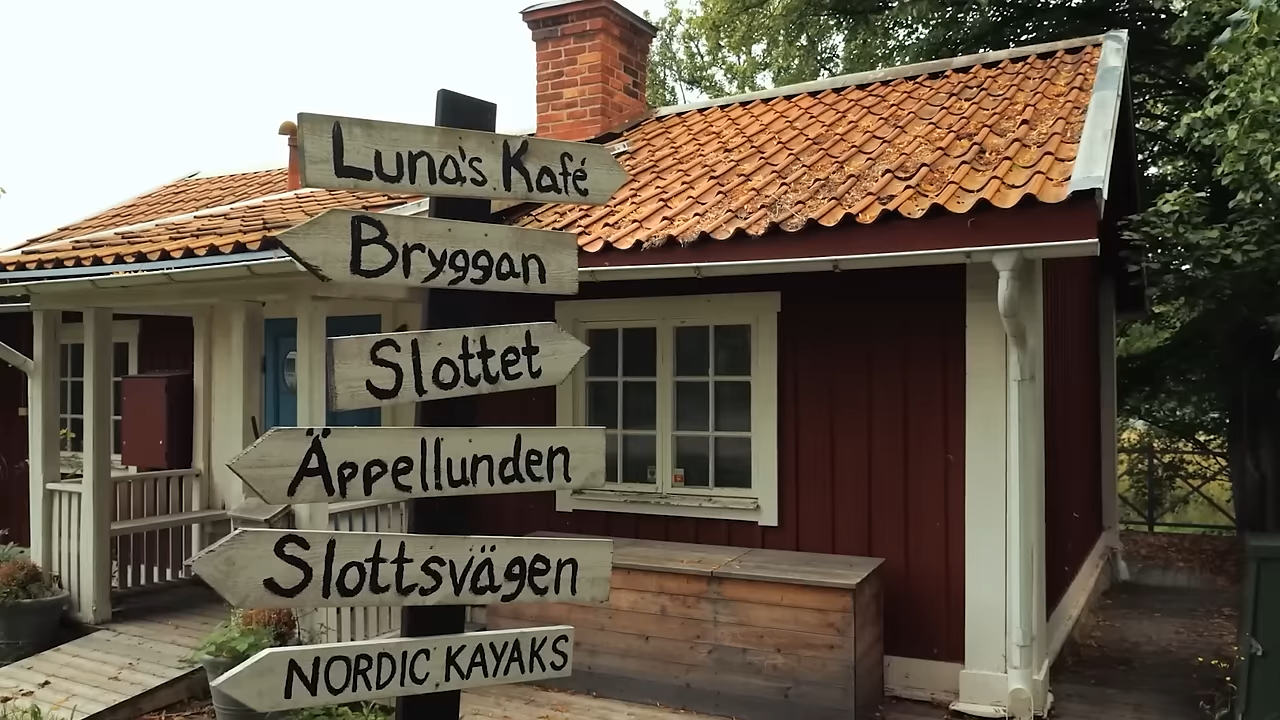 Luna's Kafé
Bryggan
Slottet
Äppellunden
Slottsvägen
NORDIC KAYAKS